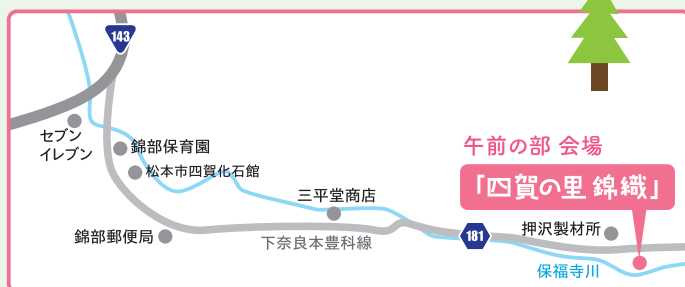 143
セブン
イレブン
錦部保育園
松本市四賀化石館
午前の部 会場
「四賀の里 錦織」
三平堂商店
錦部郵便局
下奈良本豊科線
181
押沢製材所
保福寺川